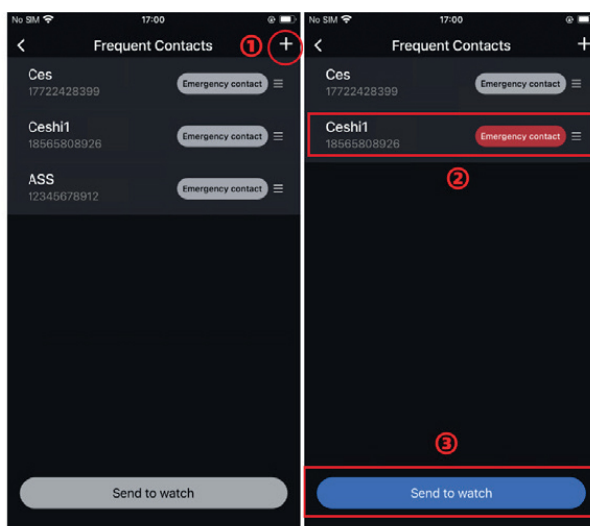 No SIM 17:00
Frequent Contacts ① +
Ces
17722428399
Emergency contact
Ceshi1
18565808926
Emergency contact
ASS
12345678912
Emergency contact
Send to watch
No SIM 17:00
Frequent Contacts +
Ces
17722428399
Emergency contact
Ceshi1
18565808926
Emergency contact
②
③
Send to watch